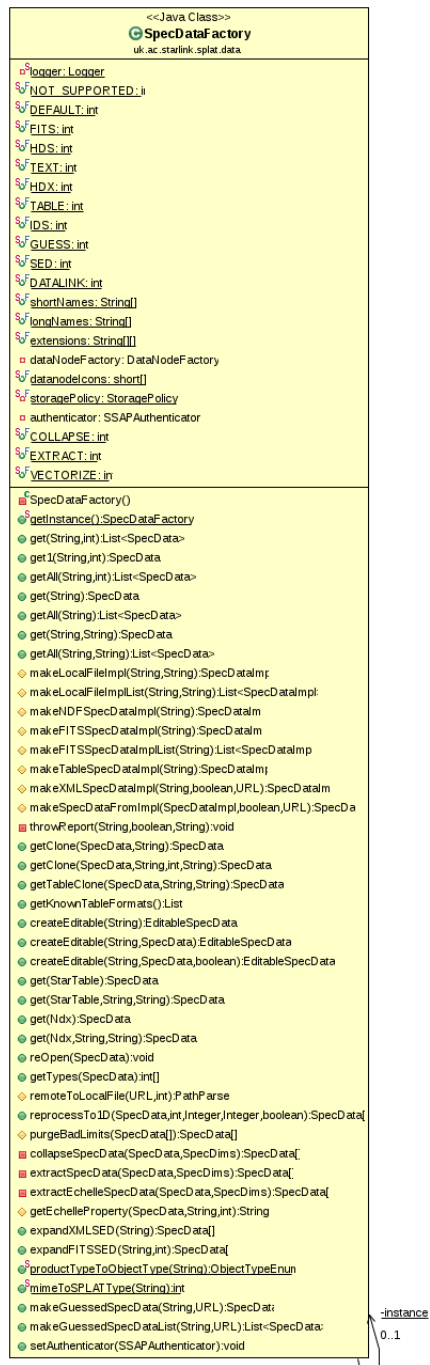 <<Java Class>>
SpecDataFactory
uk.ac.starlink.splat.data
logger: Logger
NOT_SUPPORTED: i
DEFAULT: int
FITS: int
HDS: int
TEXT: int
HDX: int
TABLE: int
IDS: int
GUESS: int
SED: int
DATALINK: int
shortNames: String[]
longNames: String[]
extensions: String[][]
dataNodeFactory: DataNodeFactory
datanodeIcons: short[]
storagePolicy: StoragePolicy
authenticator: SSAPAuthenticator
COLLAPSE: int
EXTRACT: int
VECTORIZE: in
SpecDataFactory()
getInstance():SpecDataFactory
get(String,int):List<SpecData>
get1(String,int):SpecData
getAll(String,int):List<SpecData>
get(String):SpecData
getAll(String):List<SpecData>
get(String,String):SpecData
getAll(String,String):List<SpecData>
makeLocalFileImpl(String,String):SpecDataImp
makeLocalFileImplList(String,String):List<SpecDataImpl
makeNDFSpecDataImpl(String):SpecDataIm
makeFITSSpecDataImpl(String):SpecDataIm
makeFITSSpecDataImplList(String):List<SpecDataImp
makeTableSpecDataImpl(String):SpecDataImp
makeXMLSpecDataImpl(String,boolean,URL):SpecDataIm
makeSpecDataFromImpl(SpecDataImpl,boolean,URL):SpecDa
throwReport(String,boolean,String):void
getClone(SpecData,String):SpecData
getClone(SpecData,String,int,String):SpecData
getTableClone(SpecData,String,String):SpecData
getKnownTableFormats():List
createEditable(String):EditableSpecData
createEditable(String,SpecData):EditableSpecData
createEditable(String,SpecData,boolean):EditableSpecData
get(StarTable):SpecData
get(StarTable,String,String):SpecData
get(Ndx):SpecData
get(Ndx,String,String):SpecData
reOpen(SpecData):void
getTypes(SpecData):int[]
remoteToLocalFile(URL,int):PathParse
reprocessTo1D(SpecData,int,Integer,Integer,boolean):SpecData[
purgeBadLimits(SpecData[]):SpecData[]
collapseSpecData(SpecData,SpecDims):SpecData[
extractSpecData(SpecData,SpecDims):SpecData[
extractEchelleSpecData(SpecData,SpecDims):SpecData[
getEchelleProperty(SpecData,String,int):String
expandXMLSED(String):SpecData[]
expandFITSSED(String,int):SpecData[
productTypeToObjectType(String):ObjectTypeEnun
mimeToSPLATType(String):int
makeGuessedSpecData(String,URL):SpecData
makeGuessedSpecDataList(String,URL):List<SpecData
setAuthenticator(SSAPAuthenticator):void
-instance
0..1